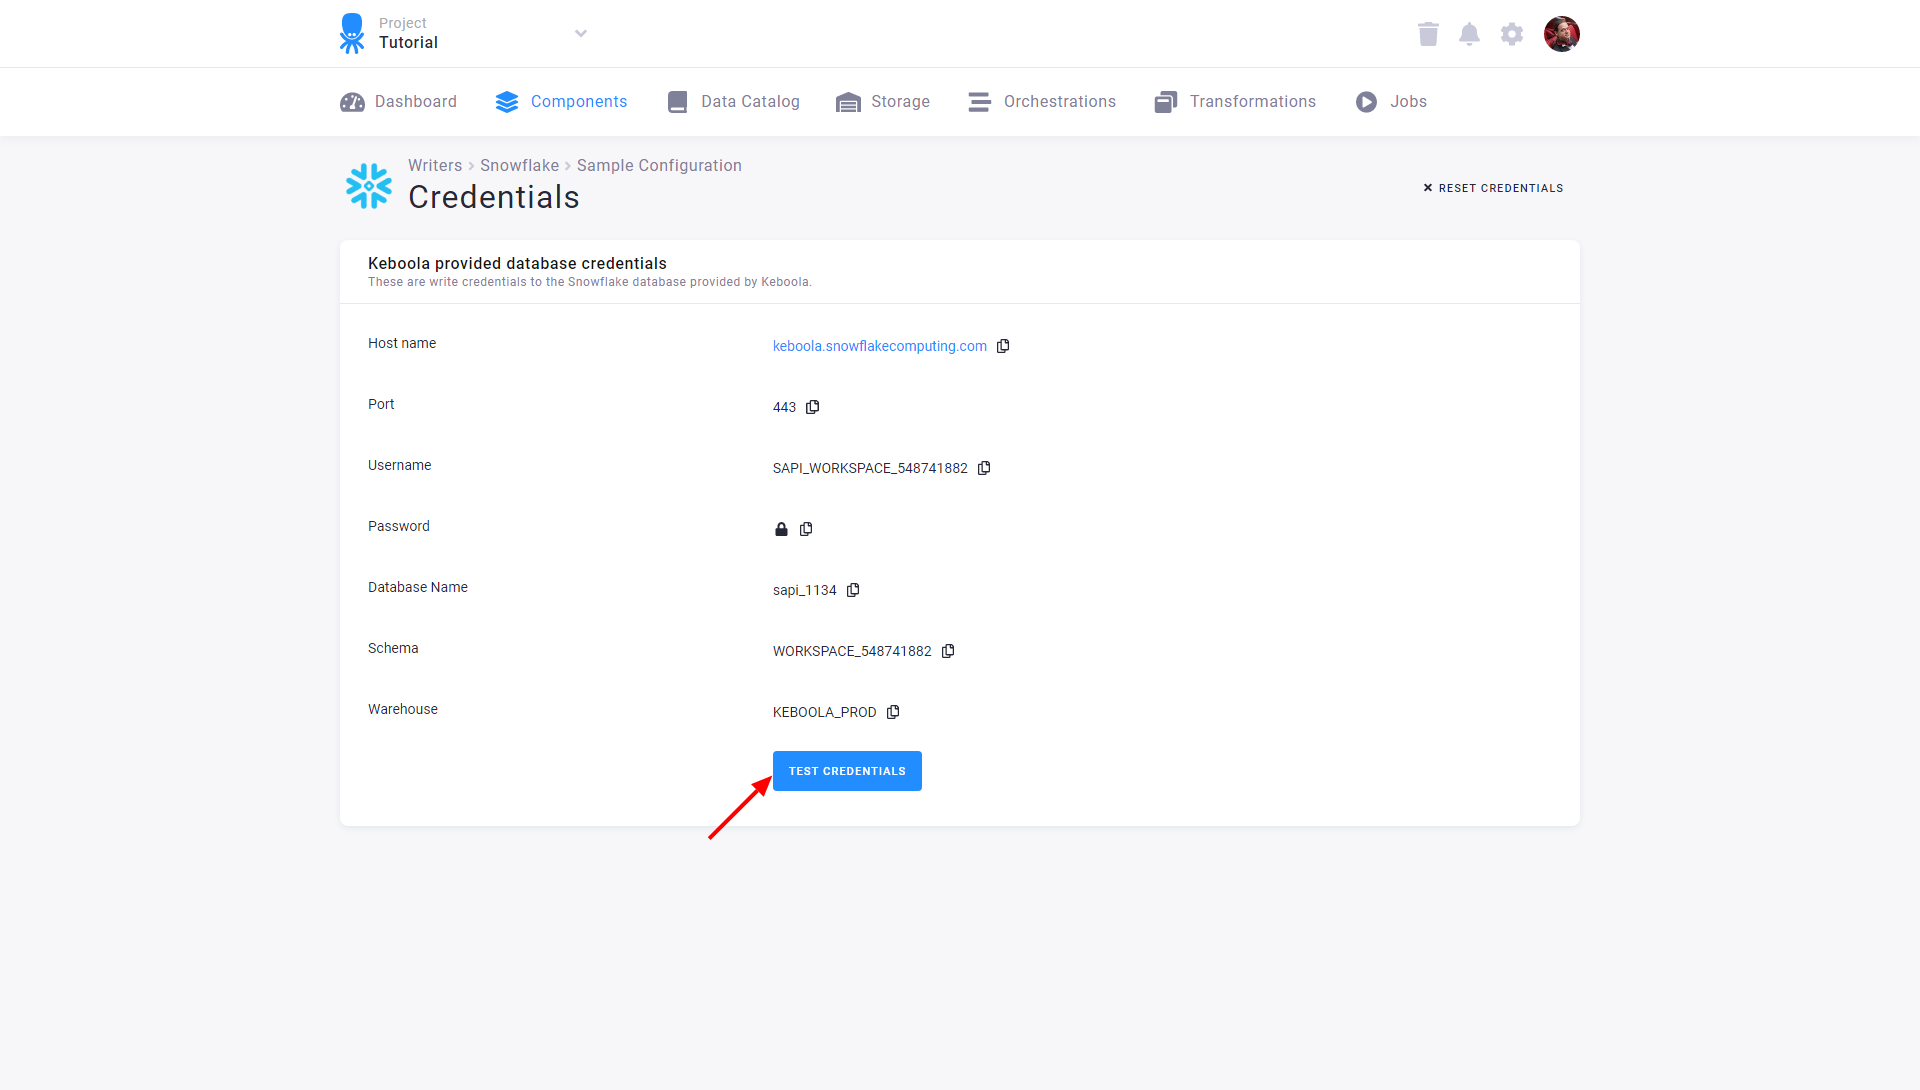 Project
Tutorial
Dashboard
Components
Data Catalog
Storage
Orchestrations
Transformations
Jobs
Writers > Snowflake > Sample Configuration
Credentials
RESET CREDENTIALS
Keboola provided database credentials
These are write credentials to the Snowflake database provided by Keboola.
Host name
keboola.snowflakecomputing.com
Port
443
Username
SAPI_WORKSPACE_548741882
Password
Database Name
sapi_1134
Schema
WORKSPACE_548741882
Warehouse
KEBOOLA_PROD
TEST CREDENTIALS